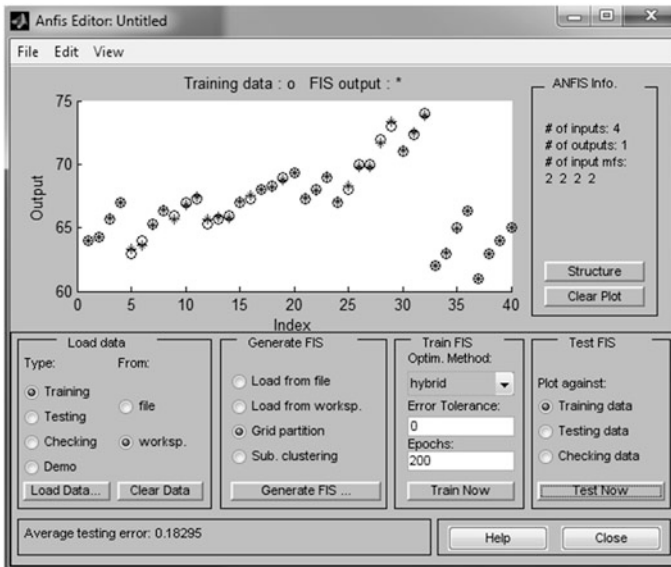 Anfis Editor: Untitled
File Edit View
Training data : o FIS output : *
75
70
65
60
Output
0 5 10 15 20 25 30 35 40
Index
ANFIS Info.
# of inputs: 4
# of outputs: 1
# of input mfs:
2 2 2 2
Structure
Clear Plot
Load data
Type: From:
Training
Testing
Checking
Demo
file
worksp.
Load Data...
Clear Data
Generate FIS
Load from file
Load from worksp.
Grid partition
Sub. clustering
Generate FIS ...
Train FIS
Optim. Method:
hybrid
Error Tolerance:
0
Epochs:
200
Train Now
Test FIS
Plot against:
Training data
Testing data
Checking data
Test Now
Average testing error: 0.18295
Help
Close